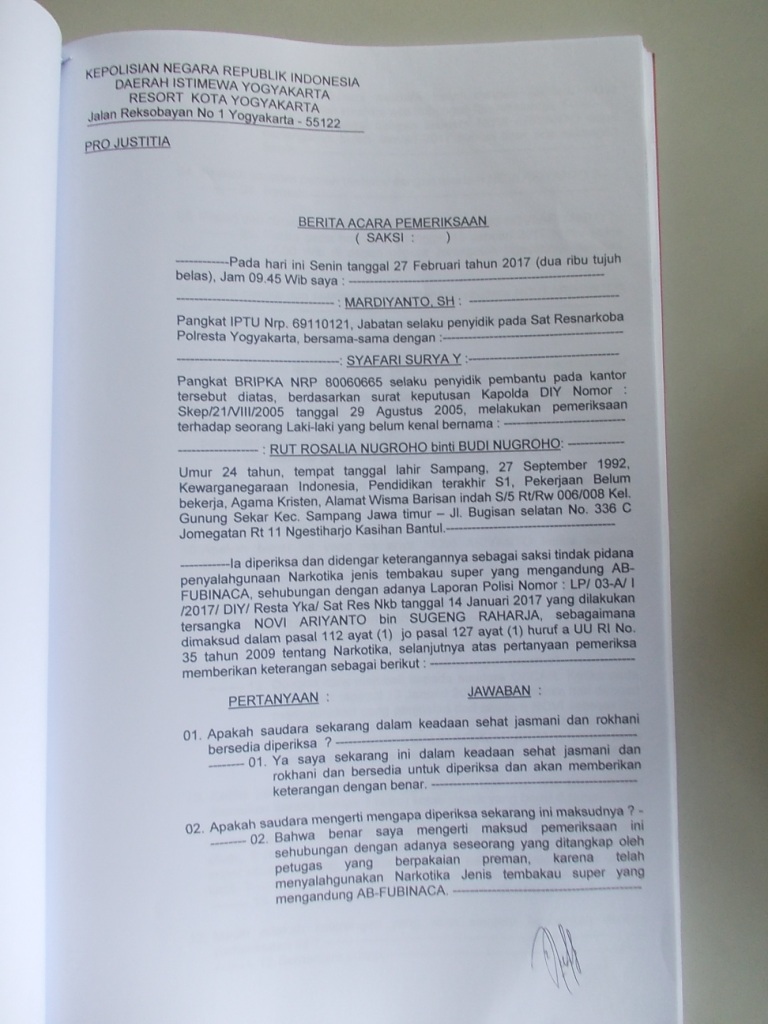 KEPOLISIAN NEGARA REPUBLIK INDONESIA
DAERAH ISTIMEWA YOGYAKARTA
RESORT KOTA YOGYAKARTA
Jalan Reksobayan No 1 Yogyakarta - 55122
PRO JUSTITIA
BERITA ACARA PEMERIKSAAN
( SAKSI : )
------------Pada hari ini Senin tanggal 27 Februari tahun 2017 (dua ribu tujuh
belas), Jam 09.45 Wib saya : ------------
------------ : MARDIYANTO, SH : ------------
Pangkat IPTU Nrp. 69110121, Jabatan selaku penyidik pada Sat Resnarkoba
Polresta Yogyakarta, bersama-sama dengan :------------
------------: SYAFARI SURYA Y :------------
Pangkat BRIPKA NRP 80060665 selaku penyidik pembantu pada kantor
tersebut diatas, berdasarkan surat keputusan Kapolda DIY Nomor :
Skep/21/VIII/2005 tanggal 29 Agustus 2005, melakukan pemeriksaan
terhadap seorang Laki-laki yang belum kenal bernama : ------------
------------ : RUT ROSALIA NUGROHO binti BUDI NUGROHO: ------------
Umur 24 tahun, tempat tanggal lahir Sampang, 27 September 1992,
Kewarganegaraan Indonesia, Pendidikan terakhir S1, Pekerjaan Belum
bekerja, Agama Kristen, Alamat Wisma Barisan indah S/5 Rt/Rw 006/008 Kel.
Gunung Sekar Kec. Sampang Jawa timur – Jl. Bugisan selatan No. 336 C
Jomegatan Rt 11 Ngestiharjo Kasihan Bantul.------------
------------Ia diperiksa dan didengar keterangannya sebagai saksi tindak pidana
penyalahgunaan Narkotika jenis tembakau super yang mengandung AB-
FUBINACA, sehubungan dengan adanya Laporan Polisi Nomor : LP/ 03-A/ I
/2017/ DIY/ Resta Yka/ Sat Res Nkb tanggal 14 Januari 2017 yang dilakukan
tersangka NOVI ARIYANTO bin SUGENG RAHARJA, sebagaimana
dimaksud dalam pasal 112 ayat (1) jo pasal 127 ayat (1) huruf a UU RI No.
35 tahun 2009 tentang Narkotika, selanjutnya atas pertanyaan pemeriksa
memberikan keterangan sebagai berikut : ------------
PERTANYAAN : JAWABAN :
01. Apakah saudara sekarang dalam keadaan sehat jasmani dan rokhani
bersedia diperiksa ? ------------
-------- 01. Ya saya sekarang ini dalam keadaan sehat jasmani dan
rokhani dan bersedia untuk diperiksa dan akan memberikan
keterangan dengan benar. ------------
02. Apakah saudara mengerti mengapa diperiksa sekarang ini maksudnya ? -
-------- 02. Bahwa benar saya mengerti maksud pemeriksaan ini
sehubungan dengan adanya seseorang yang ditangkap oleh
petugas yang berpakaian preman, karena telah
menyalahgunakan Narkotika Jenis tembakau super yang
mengandung AB-FUBINACA. ------------